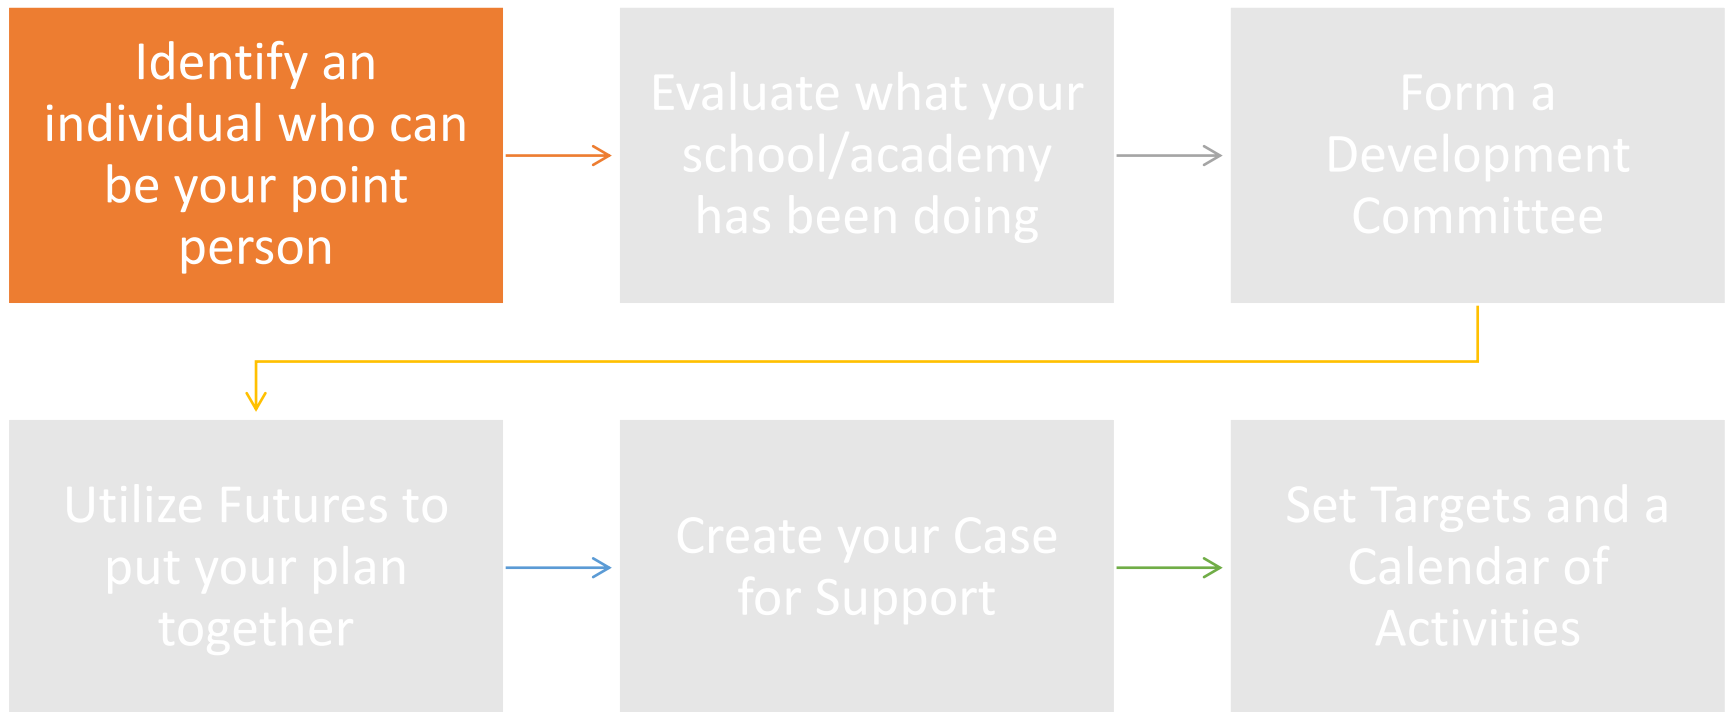 Identify an
individual who can
be your point
person
Evaluate what your
school/academy
has been doing
Form a
Development
Committee
Utilize Futures to
put your plan
together
Create your Case
for Support
Set Targets and a
Calendar of
Activities